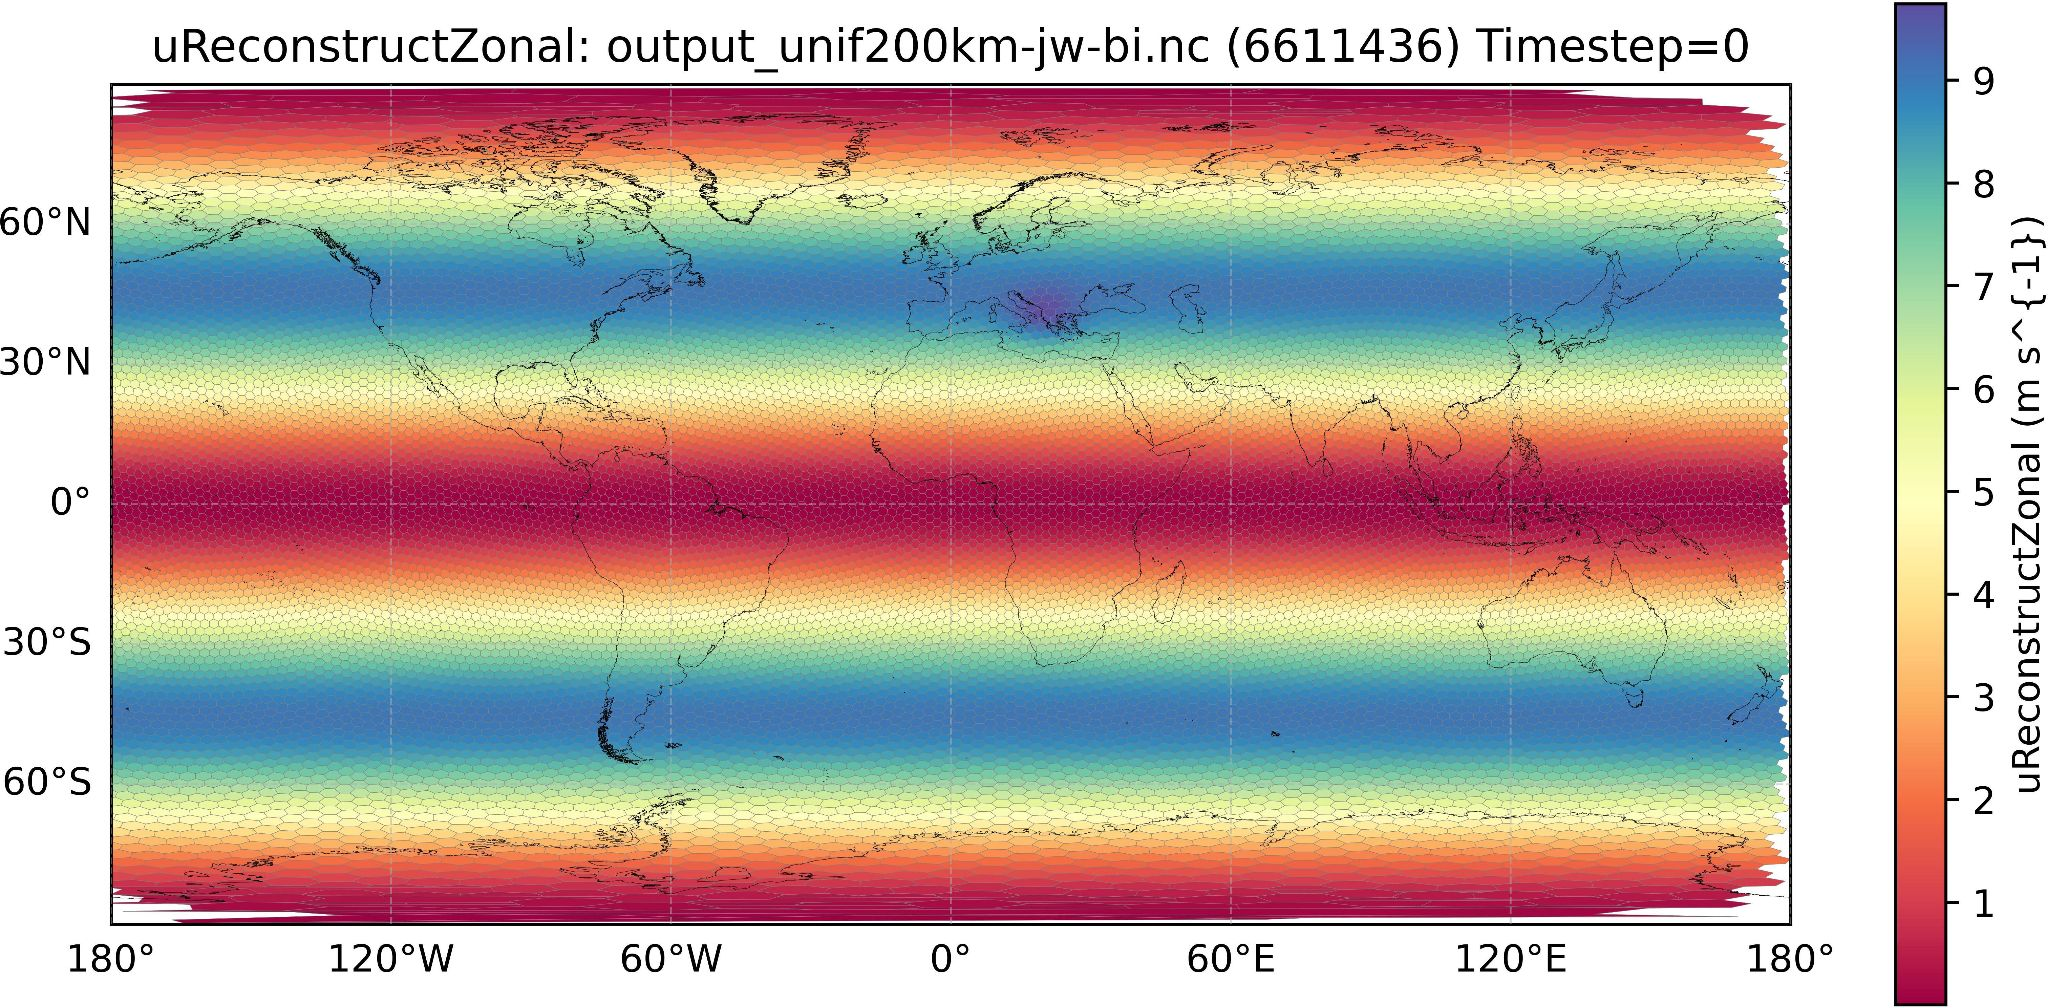 uReconstructZonal: output_unif200km-jw-bi.nc (6611436) Timestep=0
60°N
30°N
0°
30°S
60°S
180°
120°W
60°W
0°
60°E
120°E
180°
9
8
7
6
5
4
3
2
1
uReconstructZonal (m s^{-1})